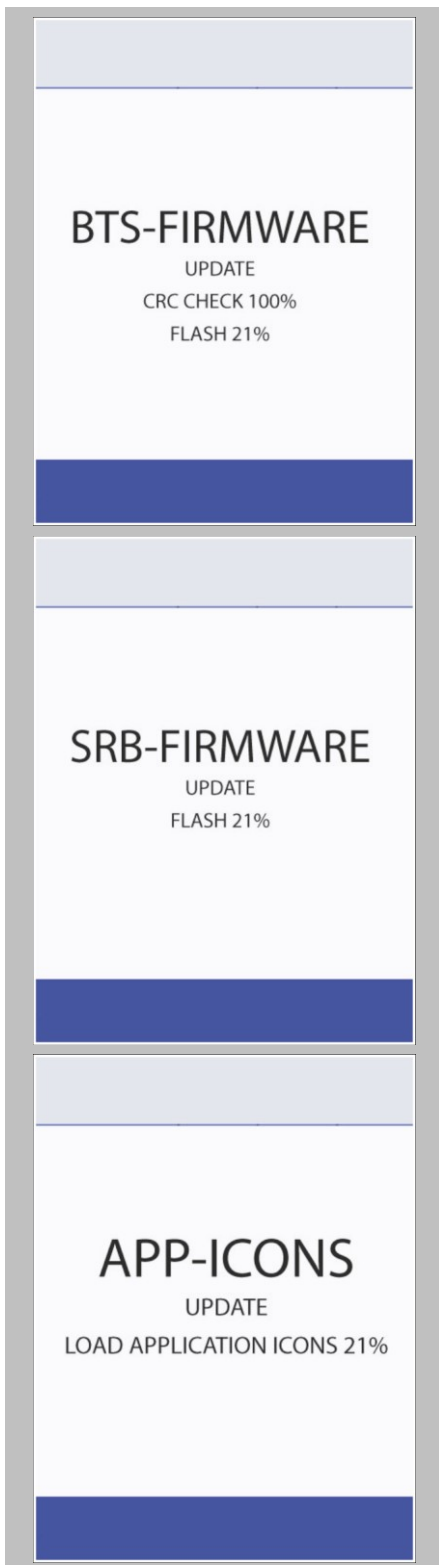 BTS-FIRMWARE
UPDATE
CRC CHECK 100%
FLASH 21%
SRB-FIRMWARE
UPDATE
FLASH 21%
APP-ICONS
UPDATE
LOAD APPLICATION ICONS 21%